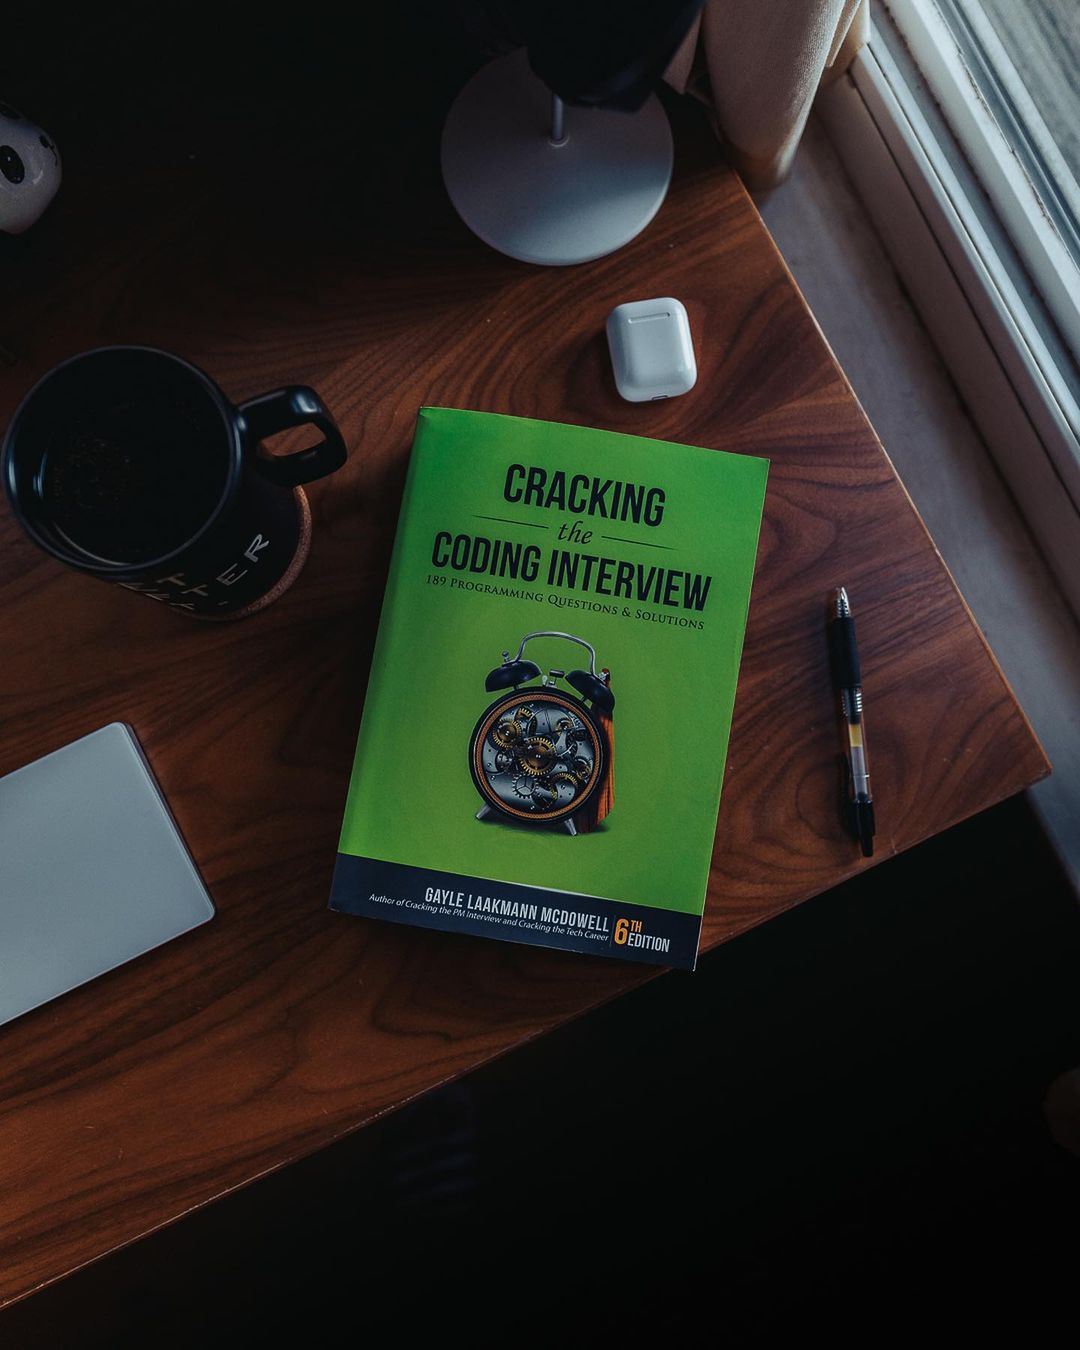 CRACKING
the
CODING INTERVIEW
189 PROGRAMMING QUESTIONS & SOLUTIONS
GAYLE LAAKMANN MCDOWELL
Author of Cracking the PM Interview and Cracking the Tech Career
6TH
EDITION